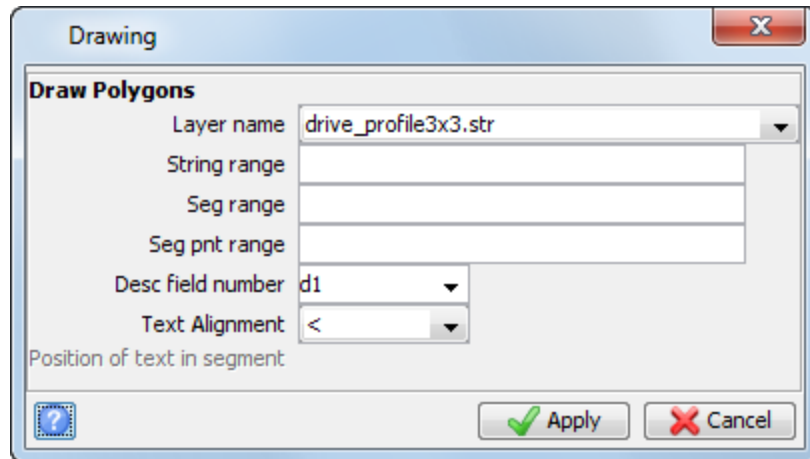 Drawing
Draw Polygons
Layer name drive_profile3x3.str
String range
Seg range
Seg pnt range
Desc field number d1
Text Alignment <
Position of text in segment
? Apply Cancel